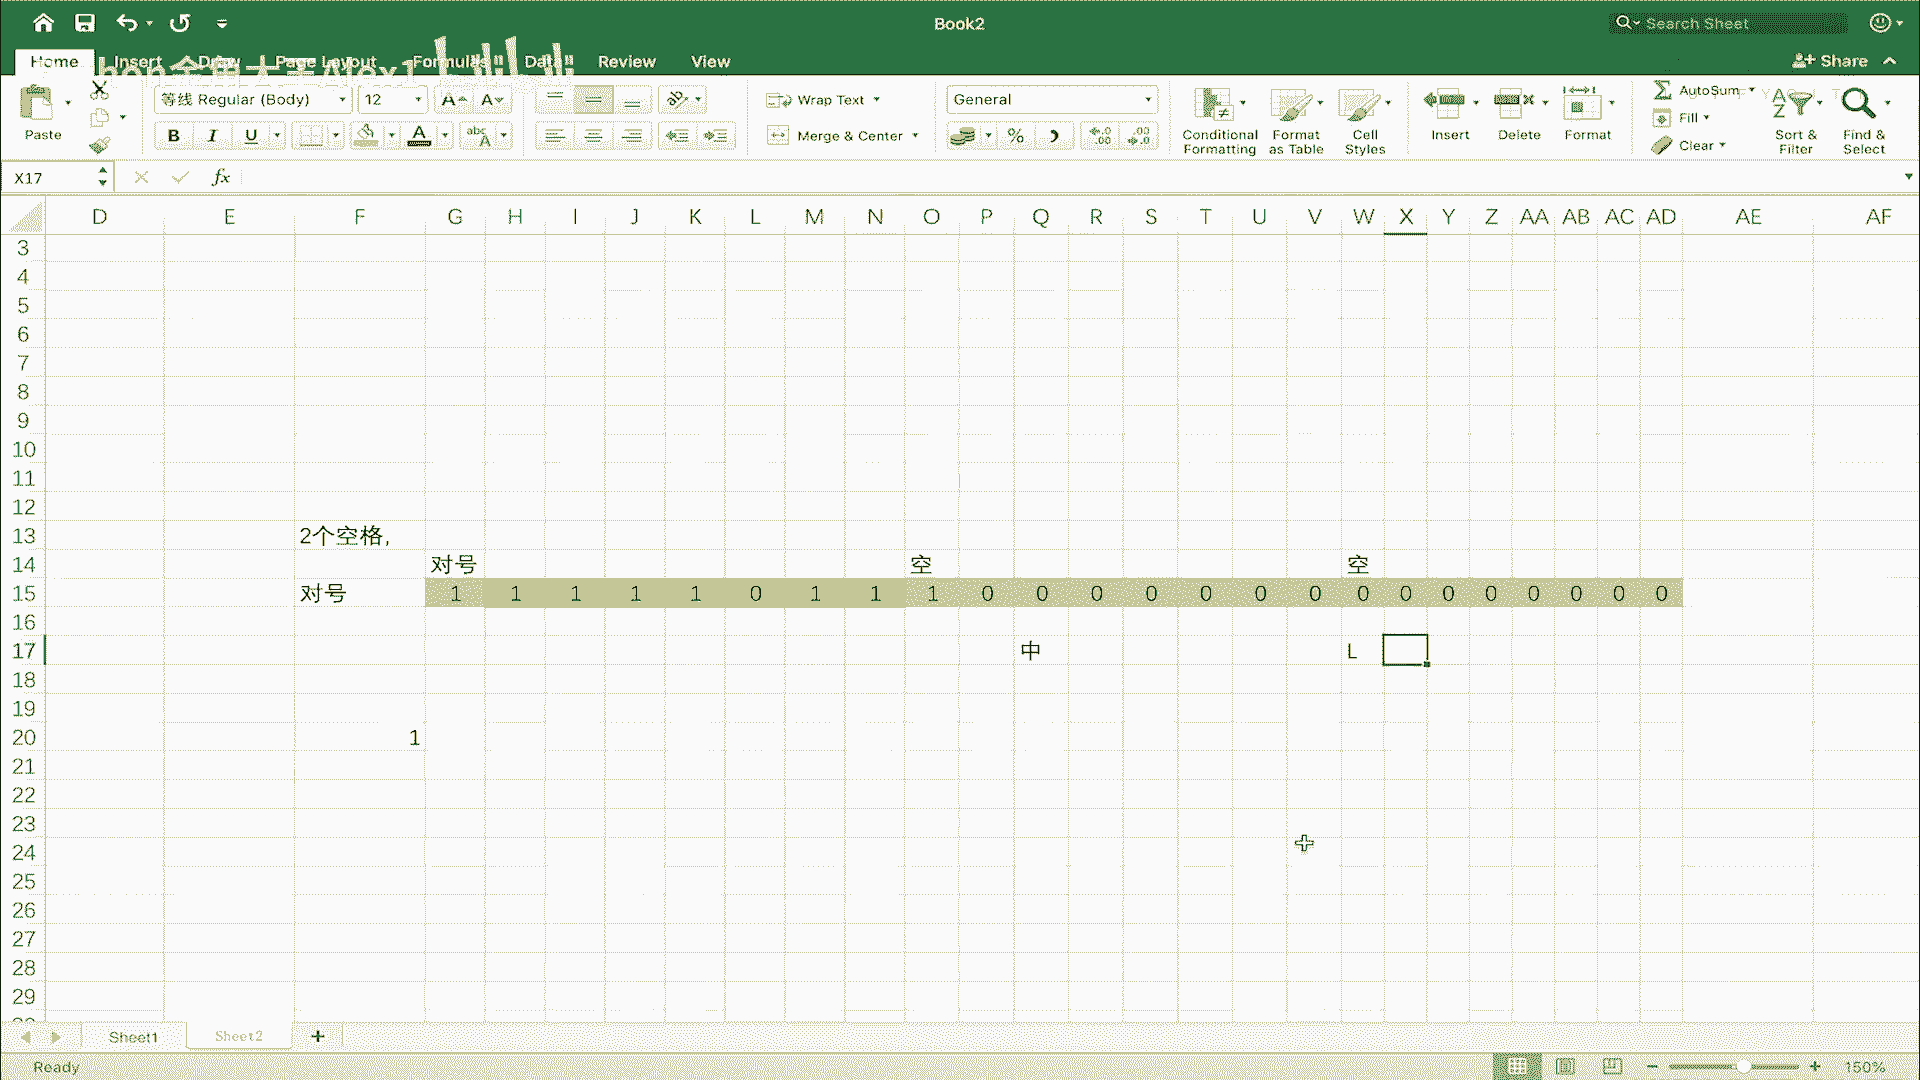 Book2
Search Sheet
Home Insert Draw Page Layout Formulas Data Review View
Share
Paste
等线 Regular (Body) 12
Wrap Text
General
Merge & Center
Conditional Formatting
Format as Table
Cell Styles
Insert
Delete
Format
AutoSum
Fill
Clear
Sort & Filter
Find & Select
X17 fx
D E F G H I J K L M N O P Q R S T U V W X Y Z AA AB AC AD AE AF
3
4
5
6
7
8
9
10
11
12
13 2个空格,
14 对号 空 空
15 对号 1 1 1 1 1 0 1 1 1 0 0 0 0 0 0 0 0 0 0 0 0 0 0 0
16
17 中 L
18
19
20 1
21
22
23
24
25
26
27
28
29
Sheet1 Sheet2 +
Ready
150%